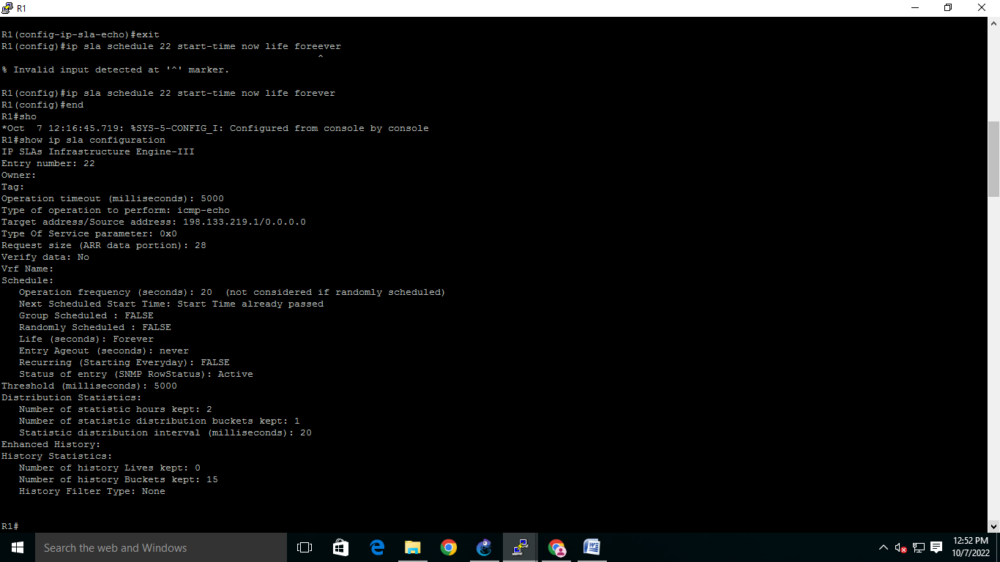 R1
R1(config-ip-sla-echo)#exit
R1(config)#ip sla schedule 22 start-time now life foreever
^
% Invalid input detected at '^' marker.
R1(config)#ip sla schedule 22 start-time now life forever
R1(config)#end
R1#sho
*Oct  7 12:16:45.719: %SYS-5-CONFIG_I: Configured from console by console
R1#show ip sla configuration
IP SLAs Infrastructure Engine-III
Entry number: 22
Owner:
Tag:
Operation timeout (milliseconds): 5000
Type of operation to perform: icmp-echo
Target address/Source address: 198.133.219.1/0.0.0.0
Type Of Service parameter: 0x0
Request size (ARR data portion): 28
Verify data: No
Vrf Name:
Schedule:
   Operation frequency (seconds): 20  (not considered if randomly scheduled)
   Next Scheduled Start Time: Start Time already passed
   Group Scheduled : FALSE
   Randomly Scheduled : FALSE
   Life (seconds): Forever
   Entry Ageout (seconds): never
   Recurring (Starting Everyday): FALSE
   Status of entry (SNMP RowStatus): Active
Threshold (milliseconds): 5000
Distribution Statistics:
   Number of statistic hours kept: 2
   Number of statistic distribution buckets kept: 1
   Statistic distribution interval (milliseconds): 20
Enhanced History:
History Statistics:
   Number of history Lives kept: 0
   Number of history Buckets kept: 15
   History Filter Type: None
R1#
Search the web and Windows
12:52 PM
10/7/2022